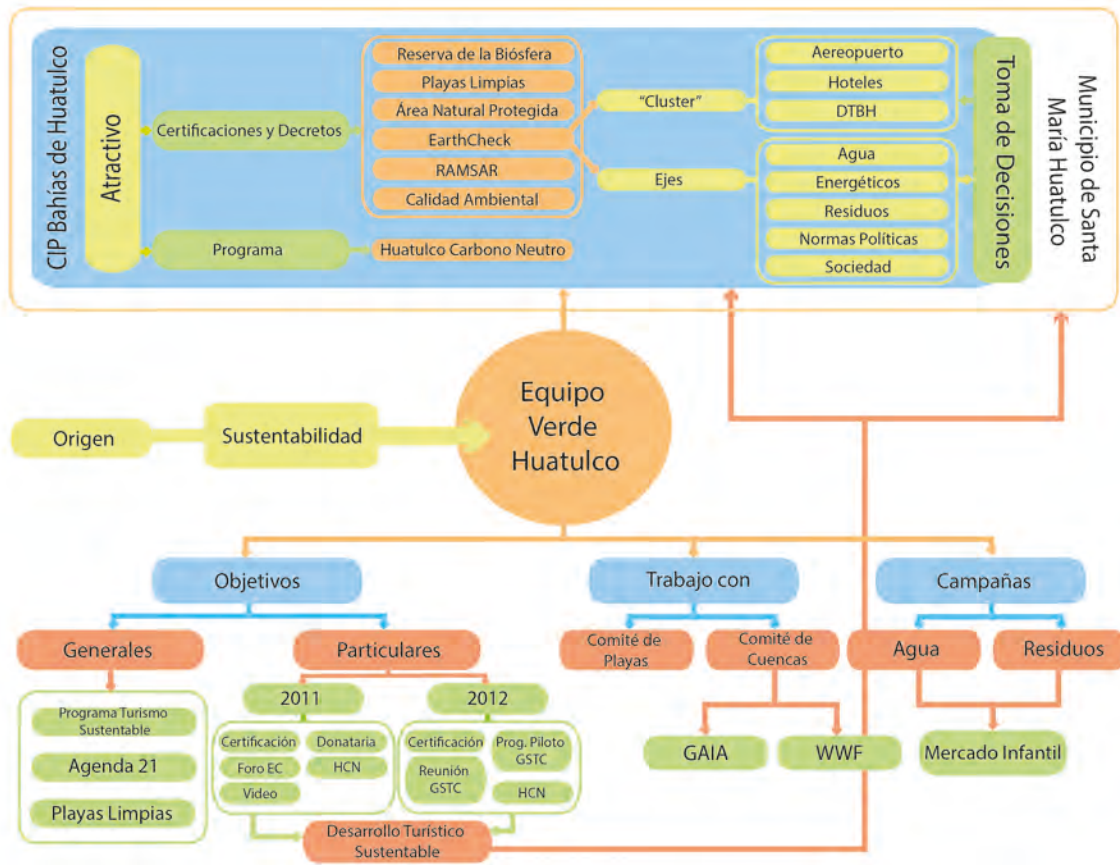 CIP Bahías de Huatulco
Atractivo
Certificaciones y Decretos
Programa
Reserva de la Biósfera
Playas Limpias
Área Natural Protegida
EarthCheck
RAMSAR
Calidad Ambiental
Huatulco Carbono Neutro
"Cluster"
Ejes
Aereopuerto
Hoteles
DTBH
Agua
Energéticos
Residuos
Normas Políticas
Sociedad
Toma de Decisiones
Municipio de Santa
María Huatulco
Origen
Sustentabilidad
Equipo
Verde
Huatulco
Objetivos
Trabajo con
Campañas
Generales
Particulares
Comité de
Playas
Comité de
Cuencas
Agua
Residuos
Programa Turismo
Sustentable
Agenda 21
Playas Limpias
2011
Certificación
Donataria
Foro EC
HCN
Video
2012
Certificación
Prog. Piloto
GSTC
Reunión
GSTC
HCN
GAIA
WWF
Mercado Infantil
Desarrollo Turístico
Sustentable